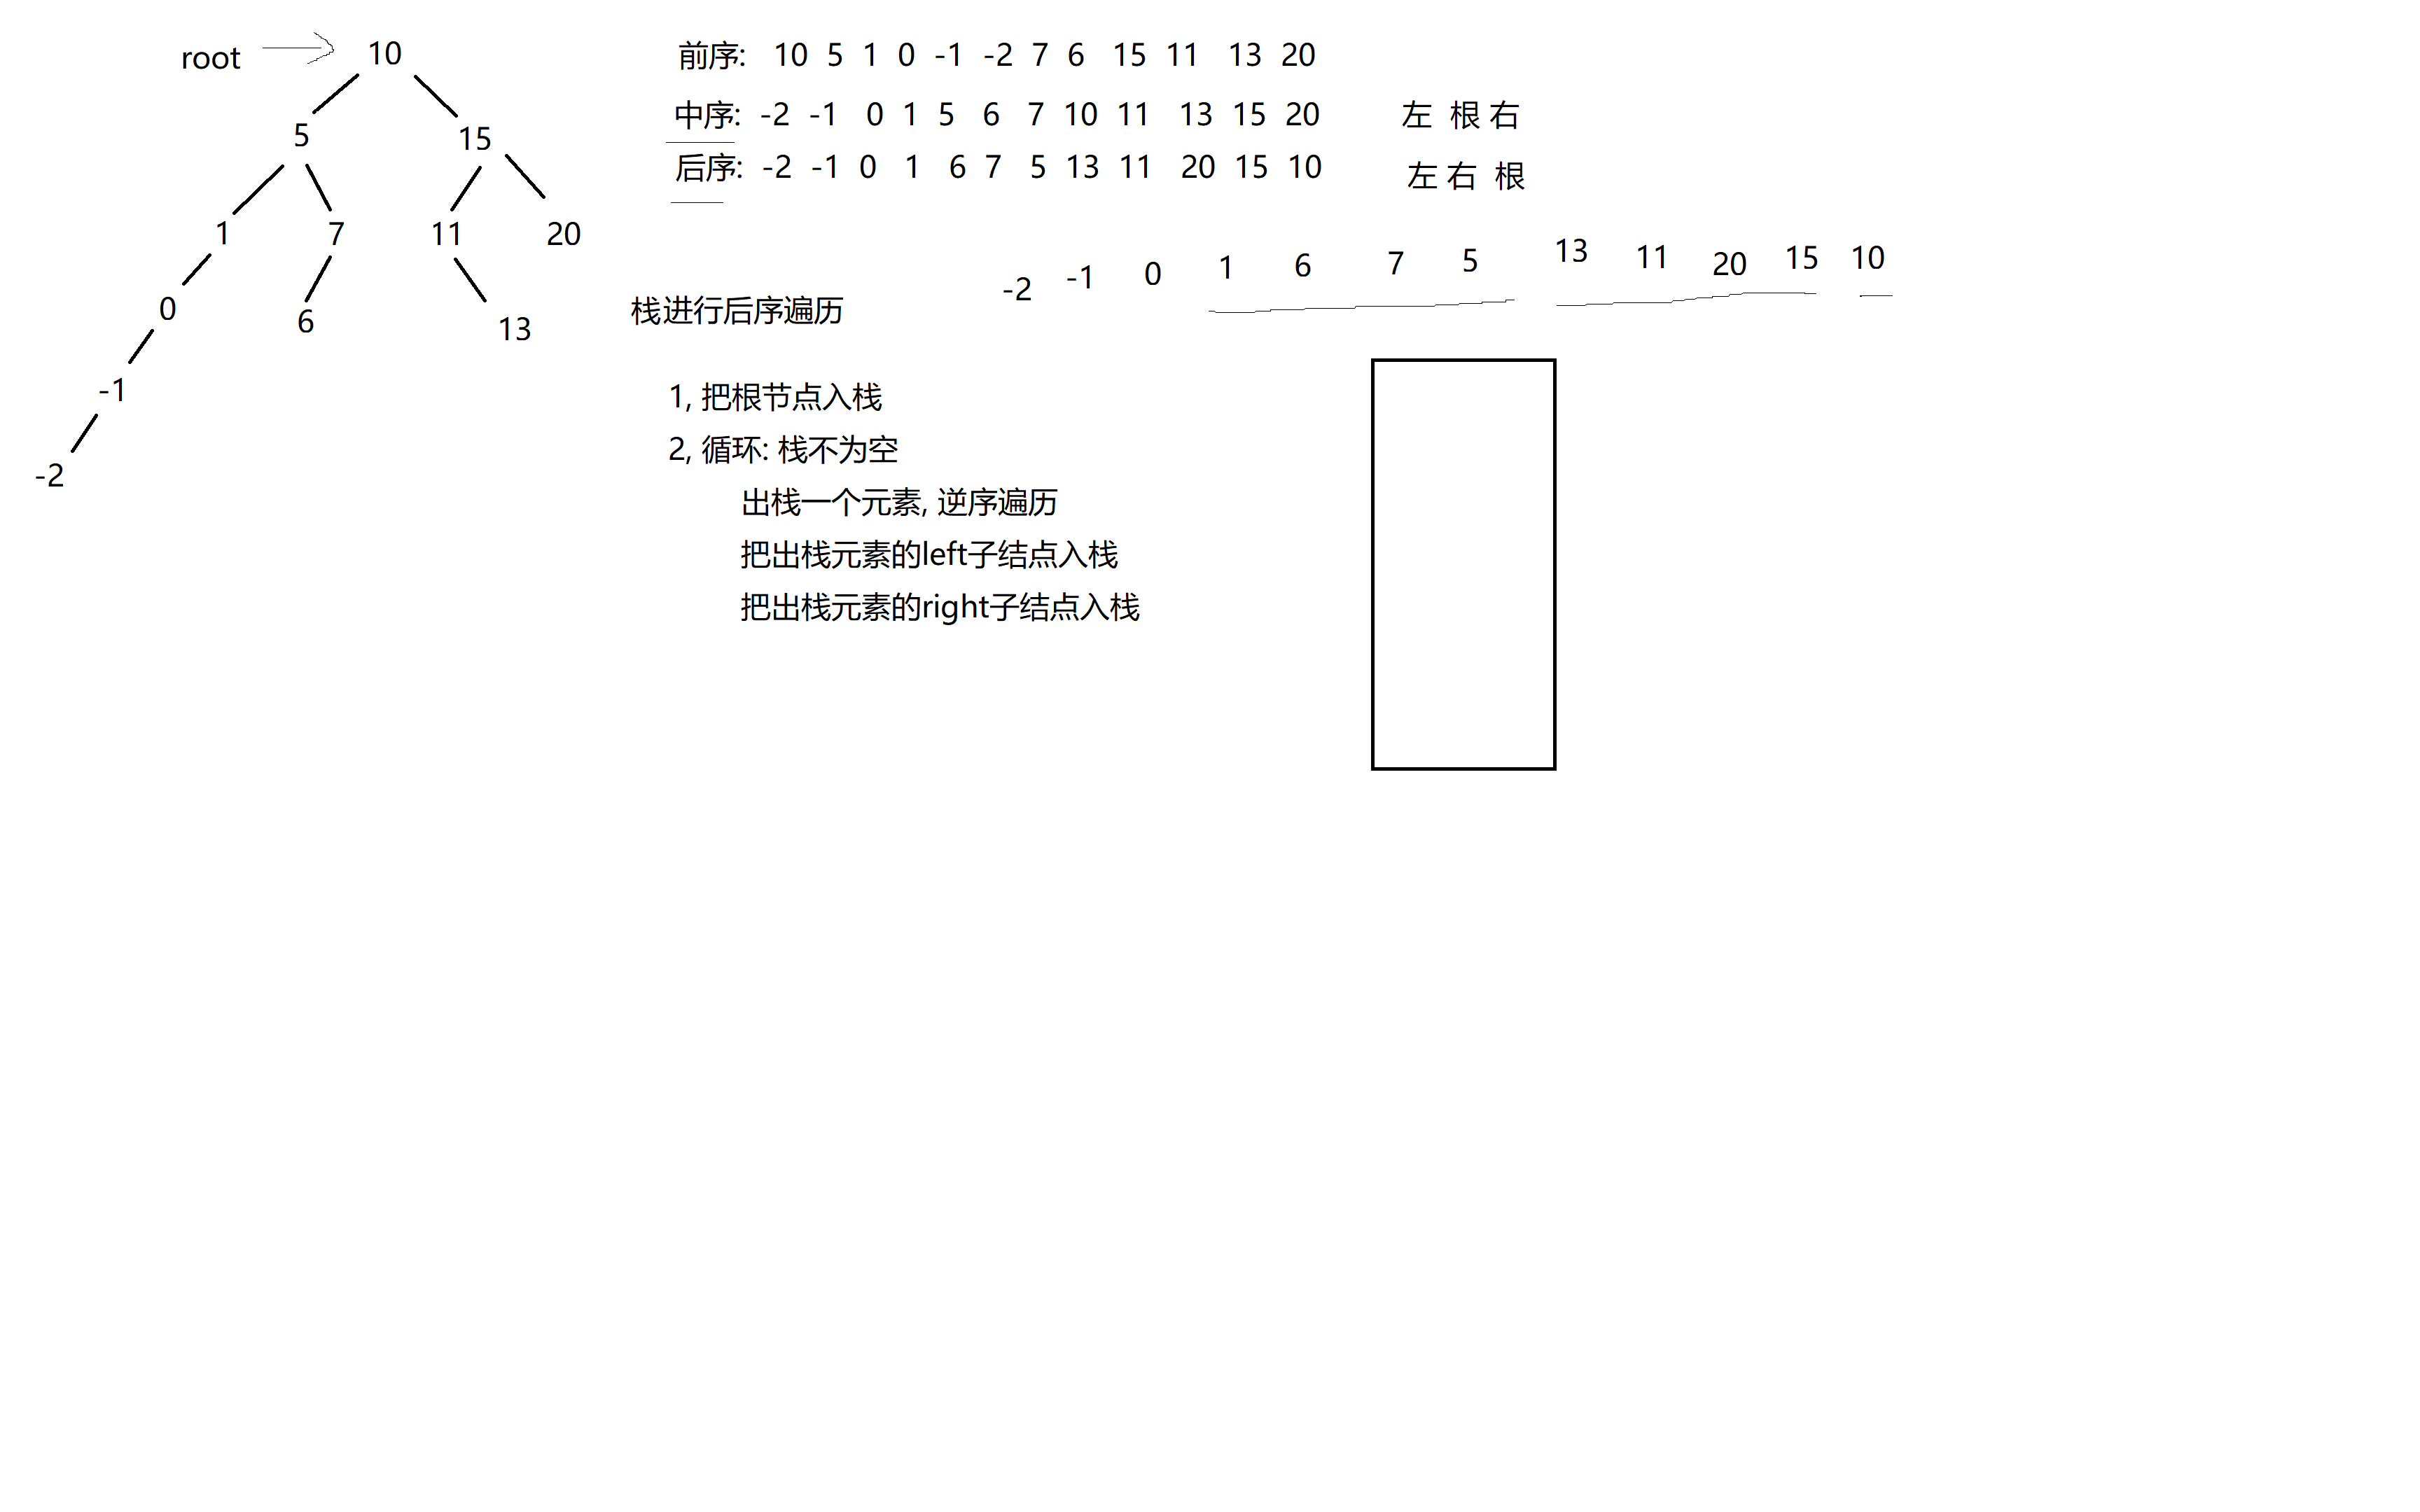 root 10
5 15
1 7 11 20
0 6 13
-1
-2
前序: 10 5 1 0 -1 -2 7 6 15 11 13 20
中序: -2 -1 0 1 5 6 7 10 11 13 15 20 左 根 右
后序: -2 -1 0 1 6 7 5 13 11 20 15 10 左 右 根
-2 -1 0 1 6 7 5 13 11 20 15 10
栈进行后序遍历
1, 把根节点入栈
2, 循环: 栈不为空
出栈一个元素, 逆序遍历
把出栈元素的left子结点入栈
把出栈元素的right子结点入栈